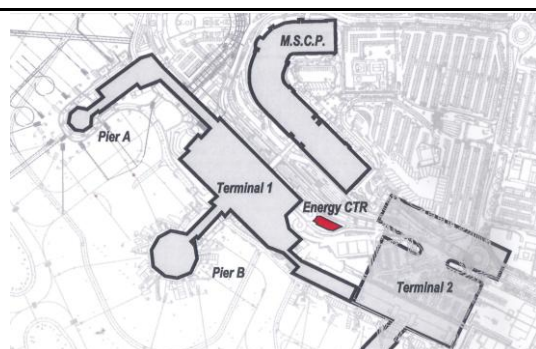 M.S.C.P.
Pier A
Terminal 1
Energy CTR
Pier B
Terminal 2